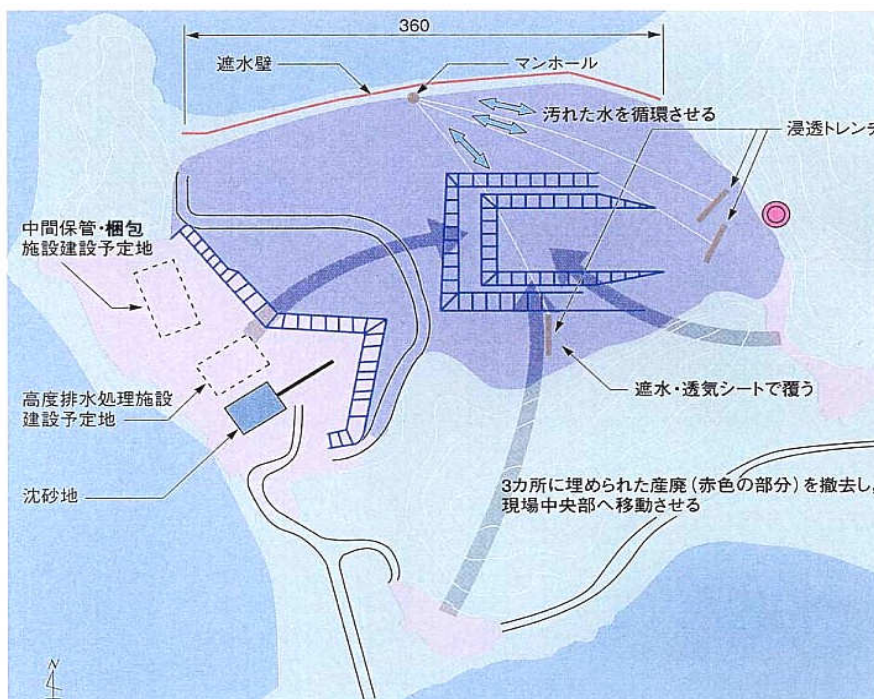 360
遮水壁
マンホール
汚れた水を循環させる
浸透トレンチ
中間保管・梱包
施設建設予定地
高度排水処理施設
建設予定地
遮水・透気シートで覆う
沈砂地
3カ所に埋められた産廃(赤色の部分)を撤去し,
現場中央部へ移動させる
N